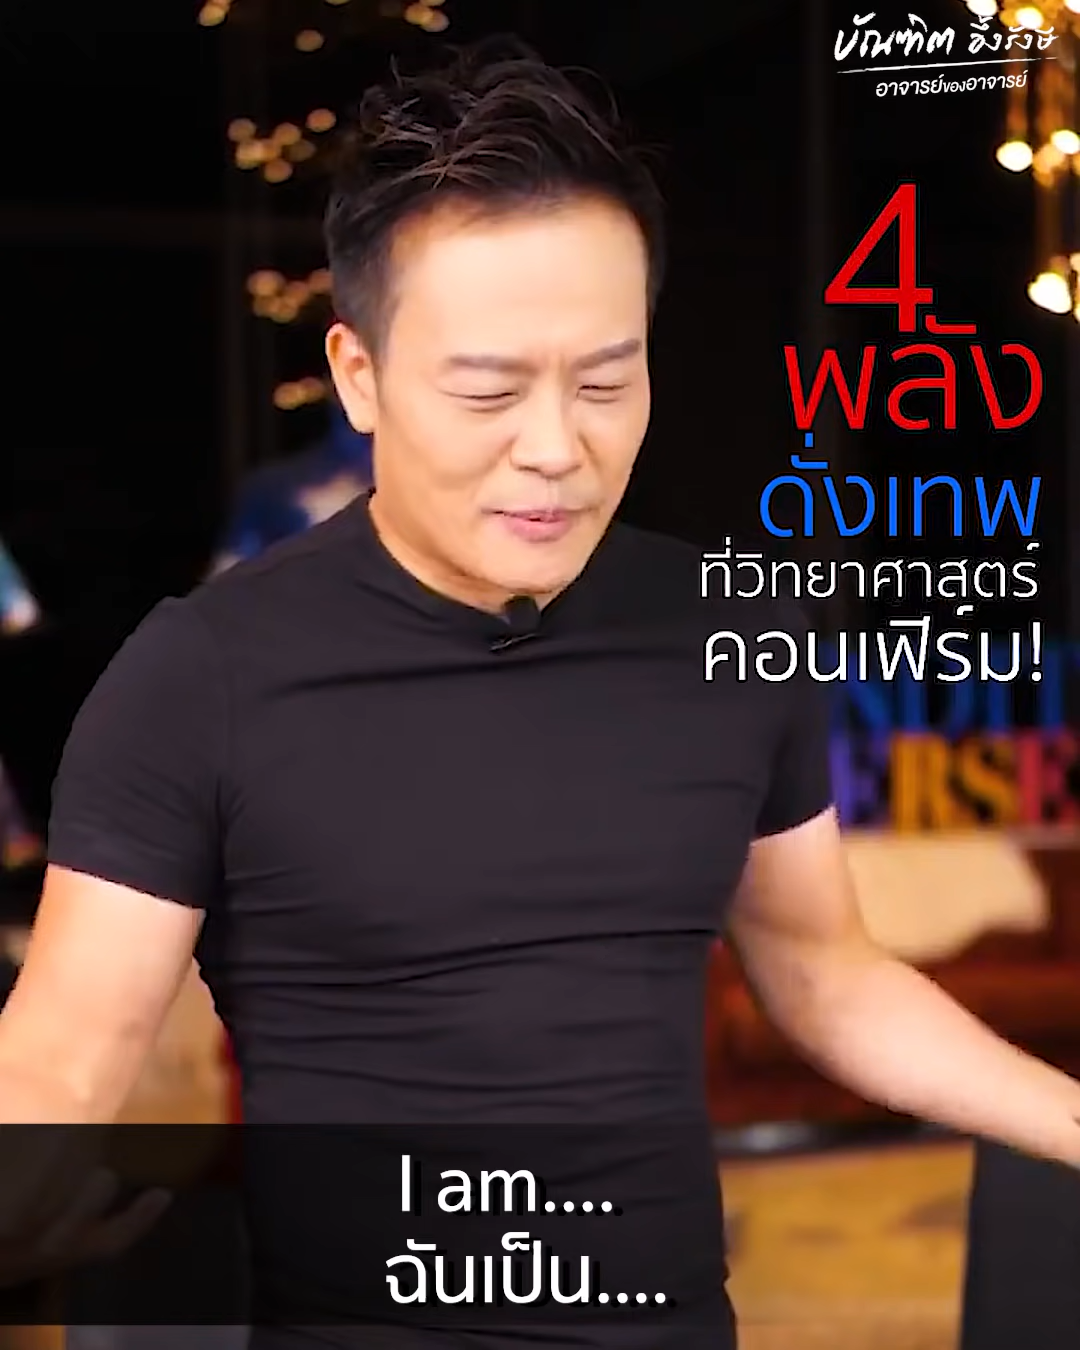 บัณฑิต อึ้งรังษี
อาจารย์ของอาจารย์
4
พลัง
ดั่งเทพ
ที่วิทยาศาสตร์
คอนเฟิร์ม!
ERSE
I am....
ฉันเป็น....